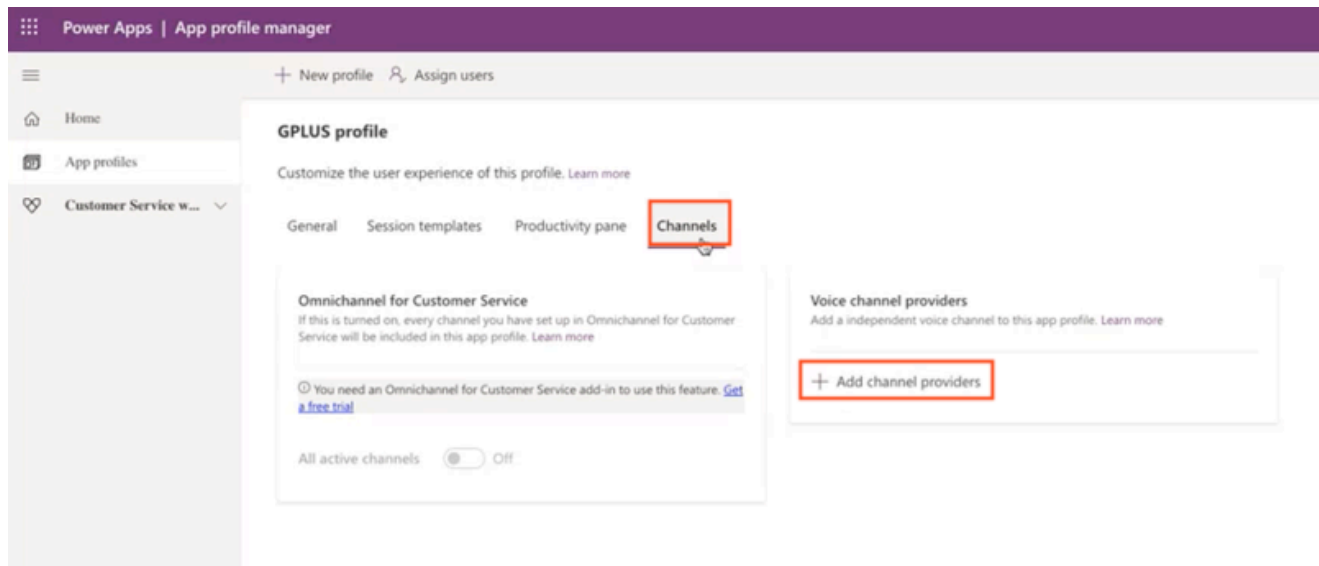 Power Apps | App profile manager
+ New profile Assign users
Home
App profiles
Customer Service w...
GPLUS profile
Customize the user experience of this profile. Learn more
General Session templates Productivity pane Channels
Omnichannel for Customer Service
If this is turned on, every channel you have set up in Omnichannel for Customer
Service will be included in this app profile. Learn more
You need an Omnichannel for Customer Service add-in to use this feature. Get
a free trial
All active channels Off
Voice channel providers
Add a independent voice channel to this app profile. Learn more
+ Add channel providers